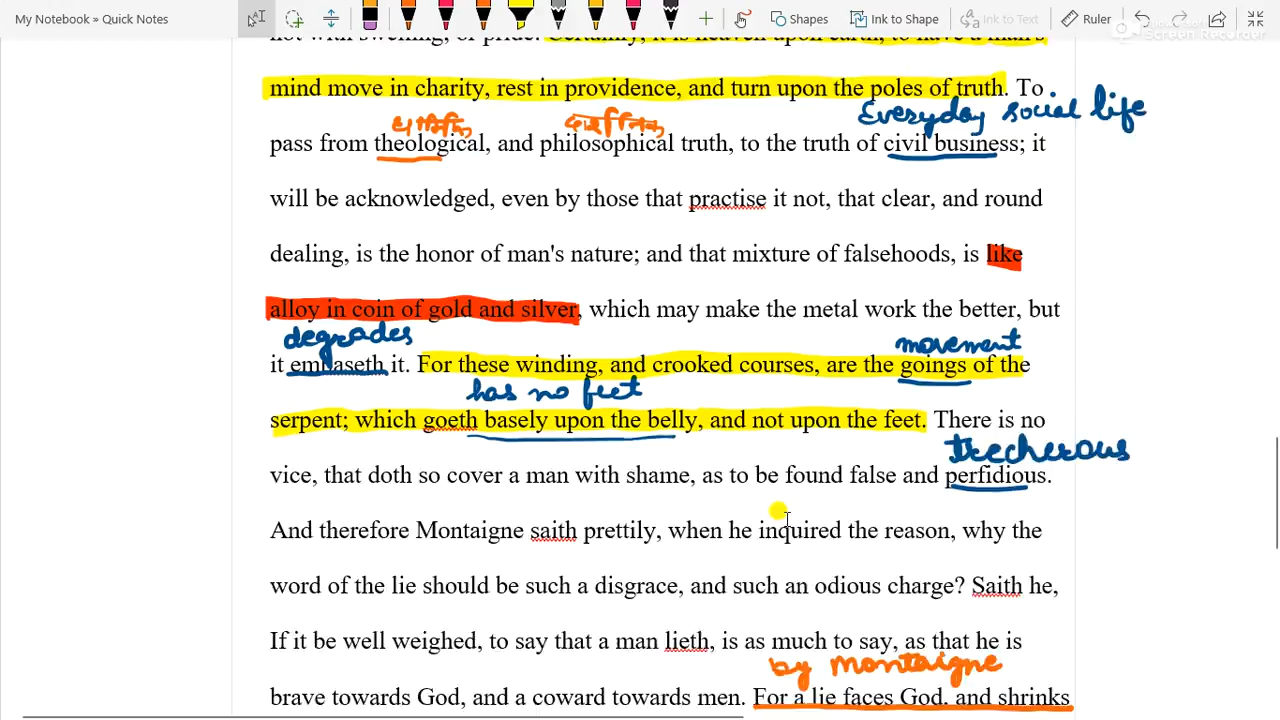 My Notebook » Quick Notes
Shapes
Ink to Shape
Ink to Text
Ruler
Screen Recorder
not with swelling, or pride. Certainly, it is heaven upon earth, to have a man's
mind move in charity, rest in providence, and turn upon the poles of truth. To
Everyday social life
धार्मिक दार्शनिक
pass from theological, and philosophical truth, to the truth of civil business; it
will be acknowledged, even by those that practise it not, that clear, and round
dealing, is the honor of man's nature; and that mixture of falsehoods, is like
alloy in coin of gold and silver, which may make the metal work the better, but
degrades movement
it embaseth it. For these winding, and crooked courses, are the goings of the
has no feet
serpent; which goeth basely upon the belly, and not upon the feet. There is no
trecherous
vice, that doth so cover a man with shame, as to be found false and perfidious.
And therefore Montaigne saith prettily, when he inquired the reason, why the
word of the lie should be such a disgrace, and such an odious charge? Saith he,
If it be well weighed, to say that a man lieth, is as much to say, as that he is
by montaigne
brave towards God, and a coward towards men. For a lie faces God, and shrinks